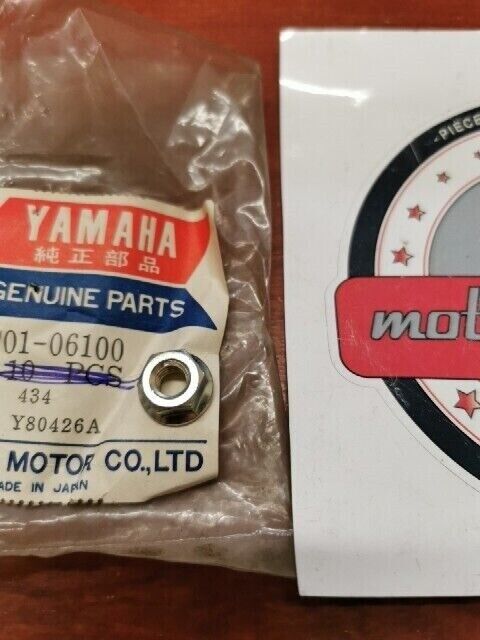 YAMAHA
純正部品
GENUINE PARTS
01-06100
10 PCS
434
Y80426A
MOTOR CO.,LTD
MADE IN JAPAN
PIÈCE
mot